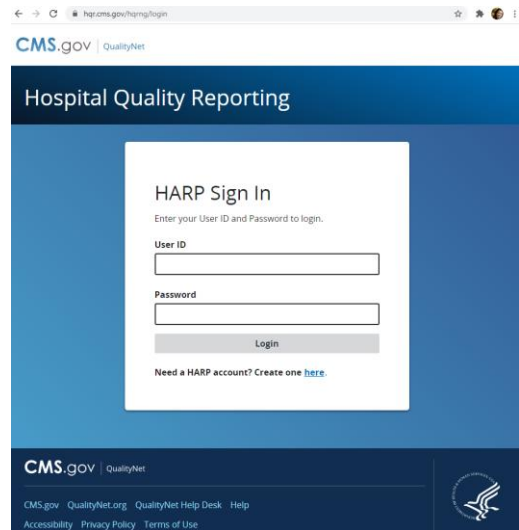 hqr.cms.gov/hqrng/login
CMS.gov | QualityNet
Hospital Quality Reporting
HARP Sign In
Enter your User ID and Password to login.
User ID
Password
Login
Need a HARP account? Create one here.
CMS.gov | QualityNet
CMS.gov QualityNet.org QualityNet Help Desk Help
Accessibility Privacy Policy Terms of Use